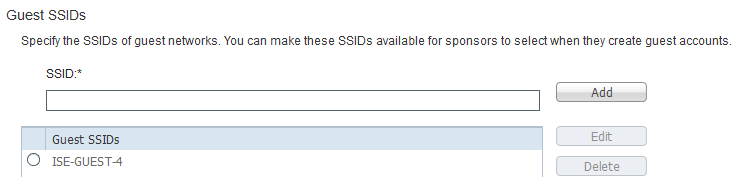 Guest SSIDs
Specify the SSIDs of guest networks. You can make these SSIDs available for sponsors to select when they create guest accounts.
SSID:*
Add
Guest SSIDs
Edit
ISE-GUEST-4
Delete